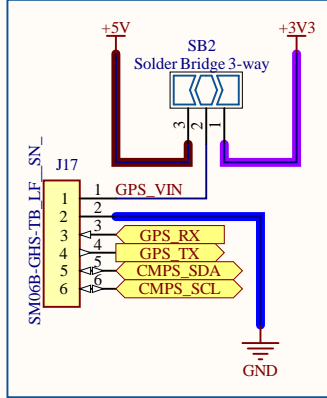 +5V
+3V3
SB2
Solder Bridge 3-way
3
2
1
J17
SM06B-GHS-TB_LF__SN_
1 1 GPS_VIN
2 2
3 3 GPS_RX
4 4 GPS_TX
5 5 CMPS_SDA
6 6 CMPS_SCL
GND